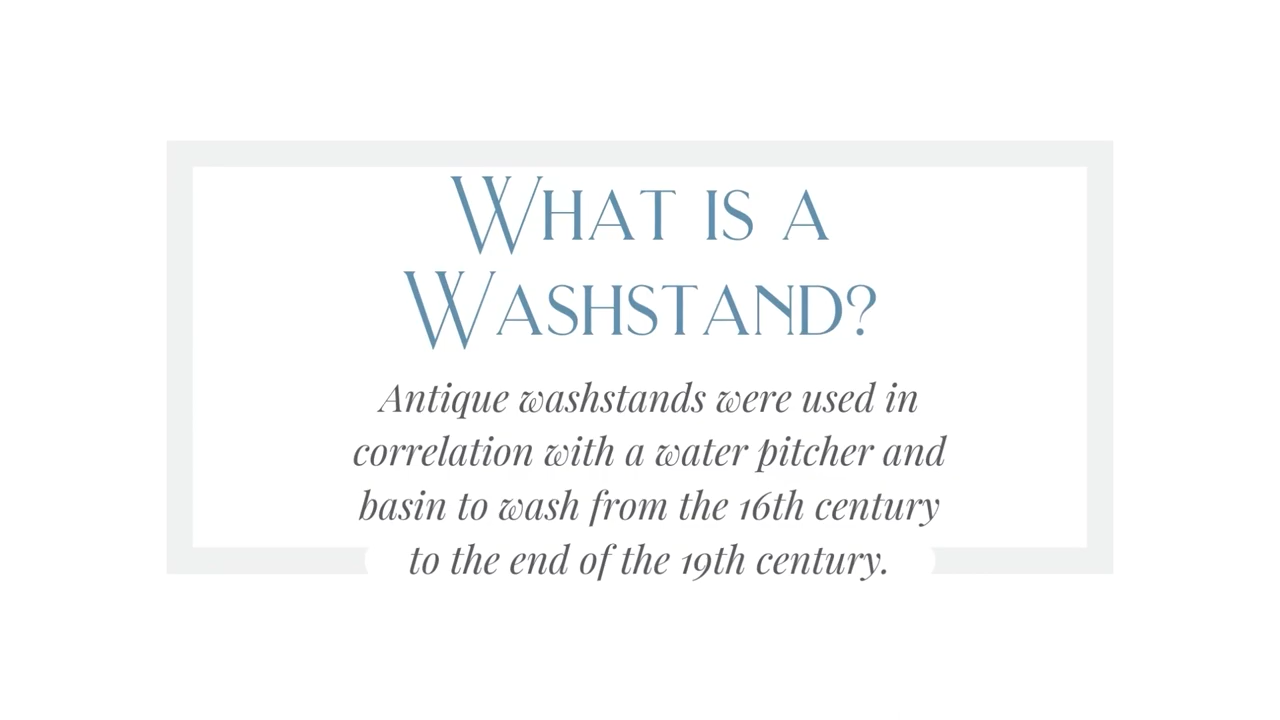 What is a
Washstand?
Antique washstands were used in
correlation with a water pitcher and
basin to wash from the 16th century
to the end of the 19th century.